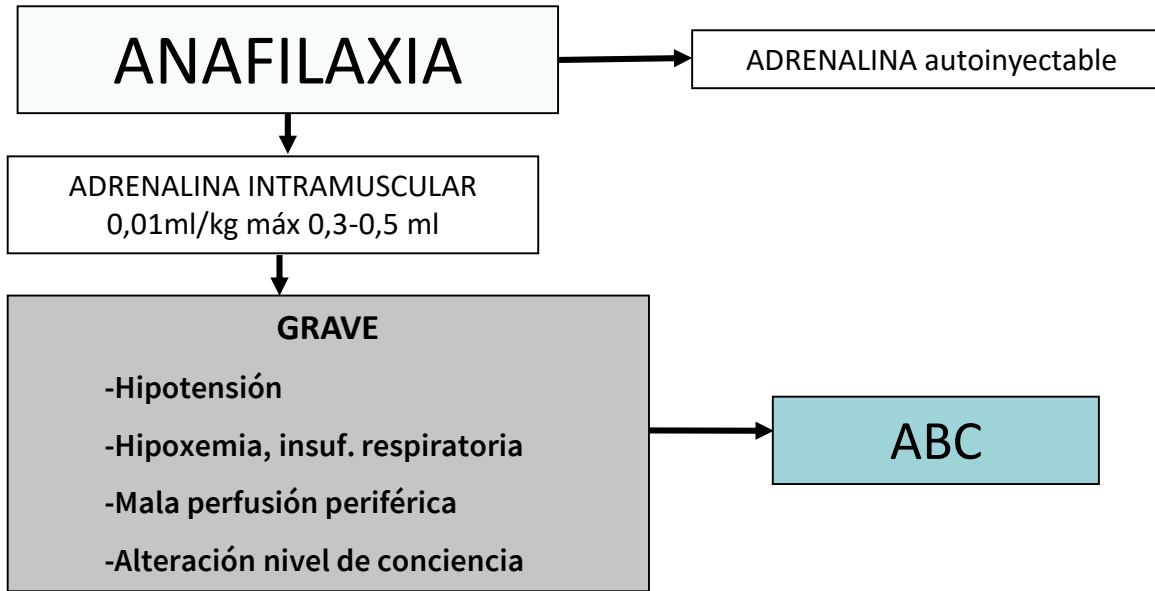 ANAFILAXIA
ADRENALINA autoinyectable
ADRENALINA INTRAMUSCULAR
0,01ml/kg máx 0,3-0,5 ml
GRAVE
-Hipotensión
-Hipoxemia, insuf. respiratoria
-Mala perfusión periférica
-Alteración nivel de conciencia
ABC